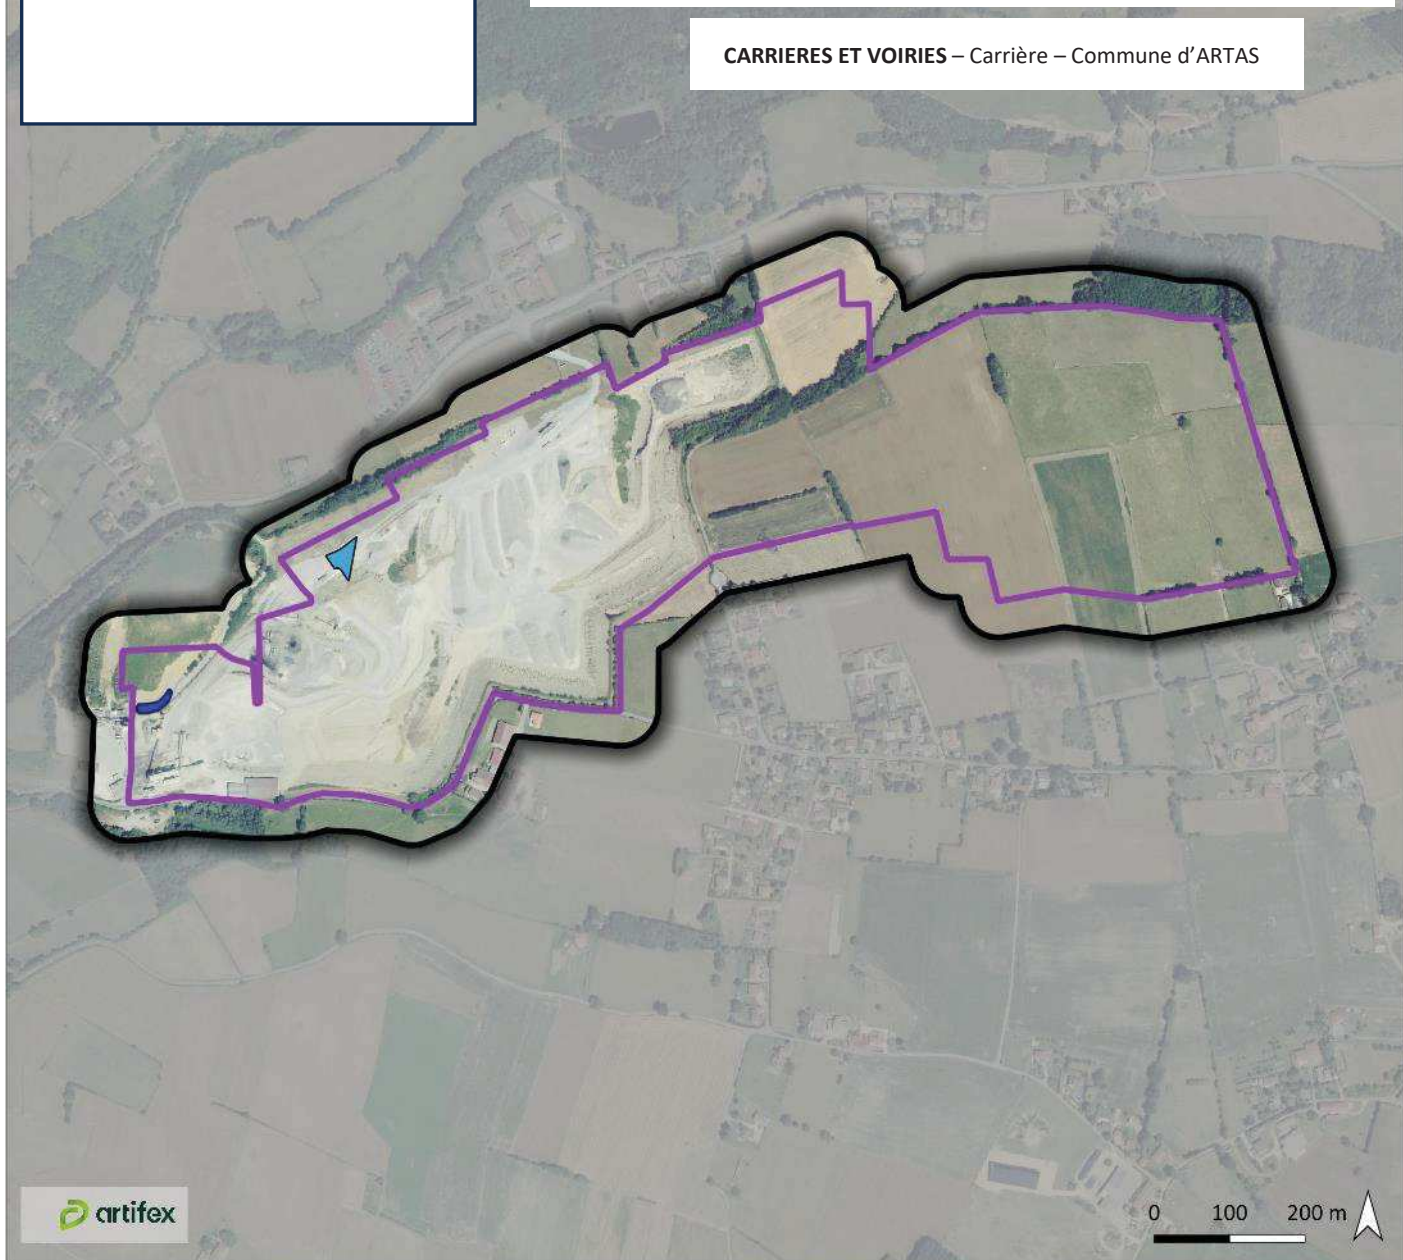 CARRIERES ET VOIRIES – Carrière – Commune d’ARTAS
artifex
0 100 200 m